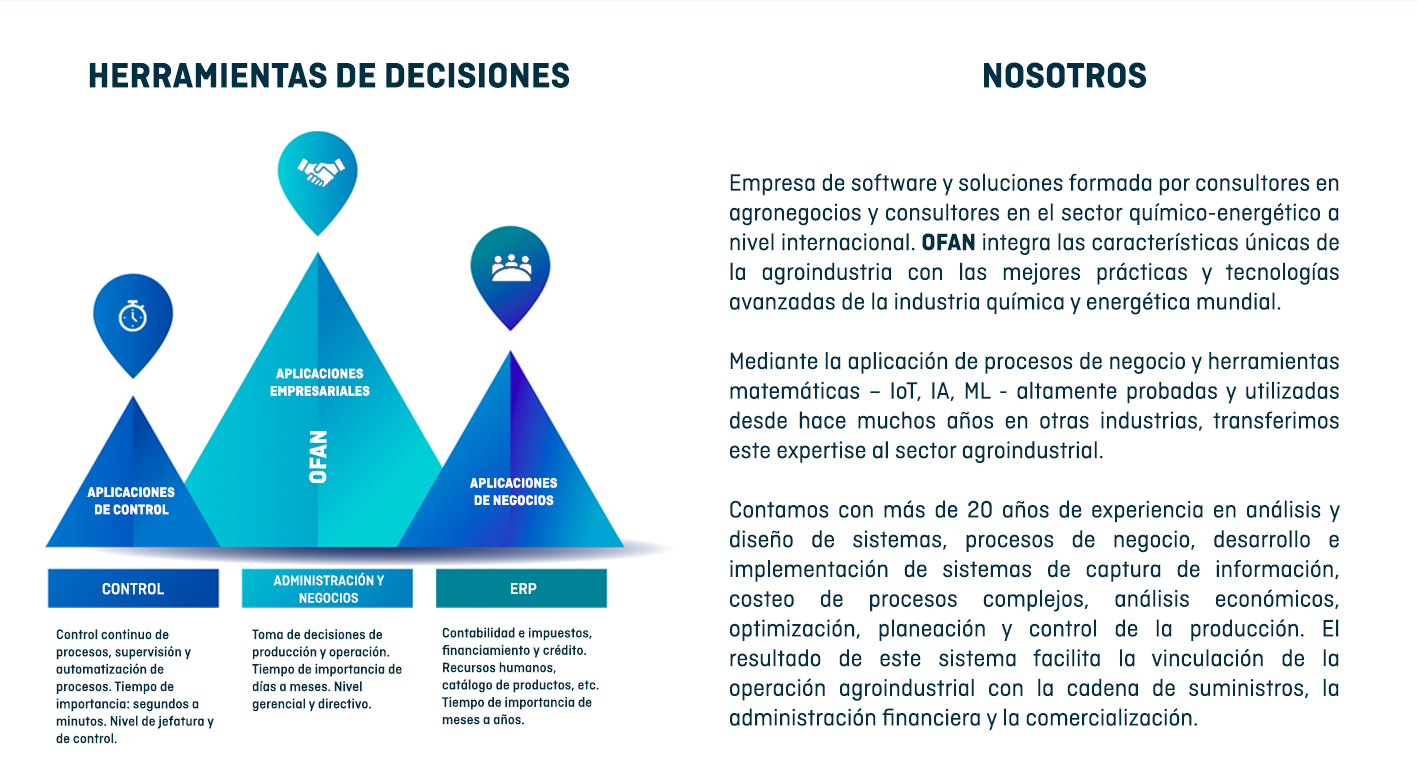 HERRAMIENTAS DE DECISIONES
APLICACIONES
EMPRESARIALES
OFAN
APLICACIONES
DE CONTROL
APLICACIONES
DE NEGOCIOS
CONTROL
Control continuo de
procesos, supervisión y
automatización de
procesos. Tiempo de
importancia: segundos a
minutos. Nivel de jefatura y
de control.
ADMINISTRACIÓN Y
NEGOCIOS
Toma de decisiones de
producción y operación.
Tiempo de importancia de
días a meses. Nivel
gerencial y directivo.
ERP
Contabilidad e impuestos,
financiamiento y crédito.
Recursos humanos,
catálogo de productos, etc.
Tiempo de importancia de
meses a años.
NOSOTROS
Empresa de software y soluciones formada por consultores en
agronegocios y consultores en el sector químico-energético a
nivel internacional. OFAN integra las características únicas de
la agroindustria con las mejores prácticas y tecnologías
avanzadas de la industria química y energética mundial.
Mediante la aplicación de procesos de negocio y herramientas
matemáticas – IoT, IA, ML - altamente probadas y utilizadas
desde hace muchos años en otras industrias, transferimos
este expertise al sector agroindustrial.
Contamos con más de 20 años de experiencia en análisis y
diseño de sistemas, procesos de negocio, desarrollo e
implementación de sistemas de captura de información,
costeo de procesos complejos, análisis económicos,
optimización, planeación y control de la producción. El
resultado de este sistema facilita la vinculación de la
operación agroindustrial con la cadena de suministros, la
administración financiera y la comercialización.